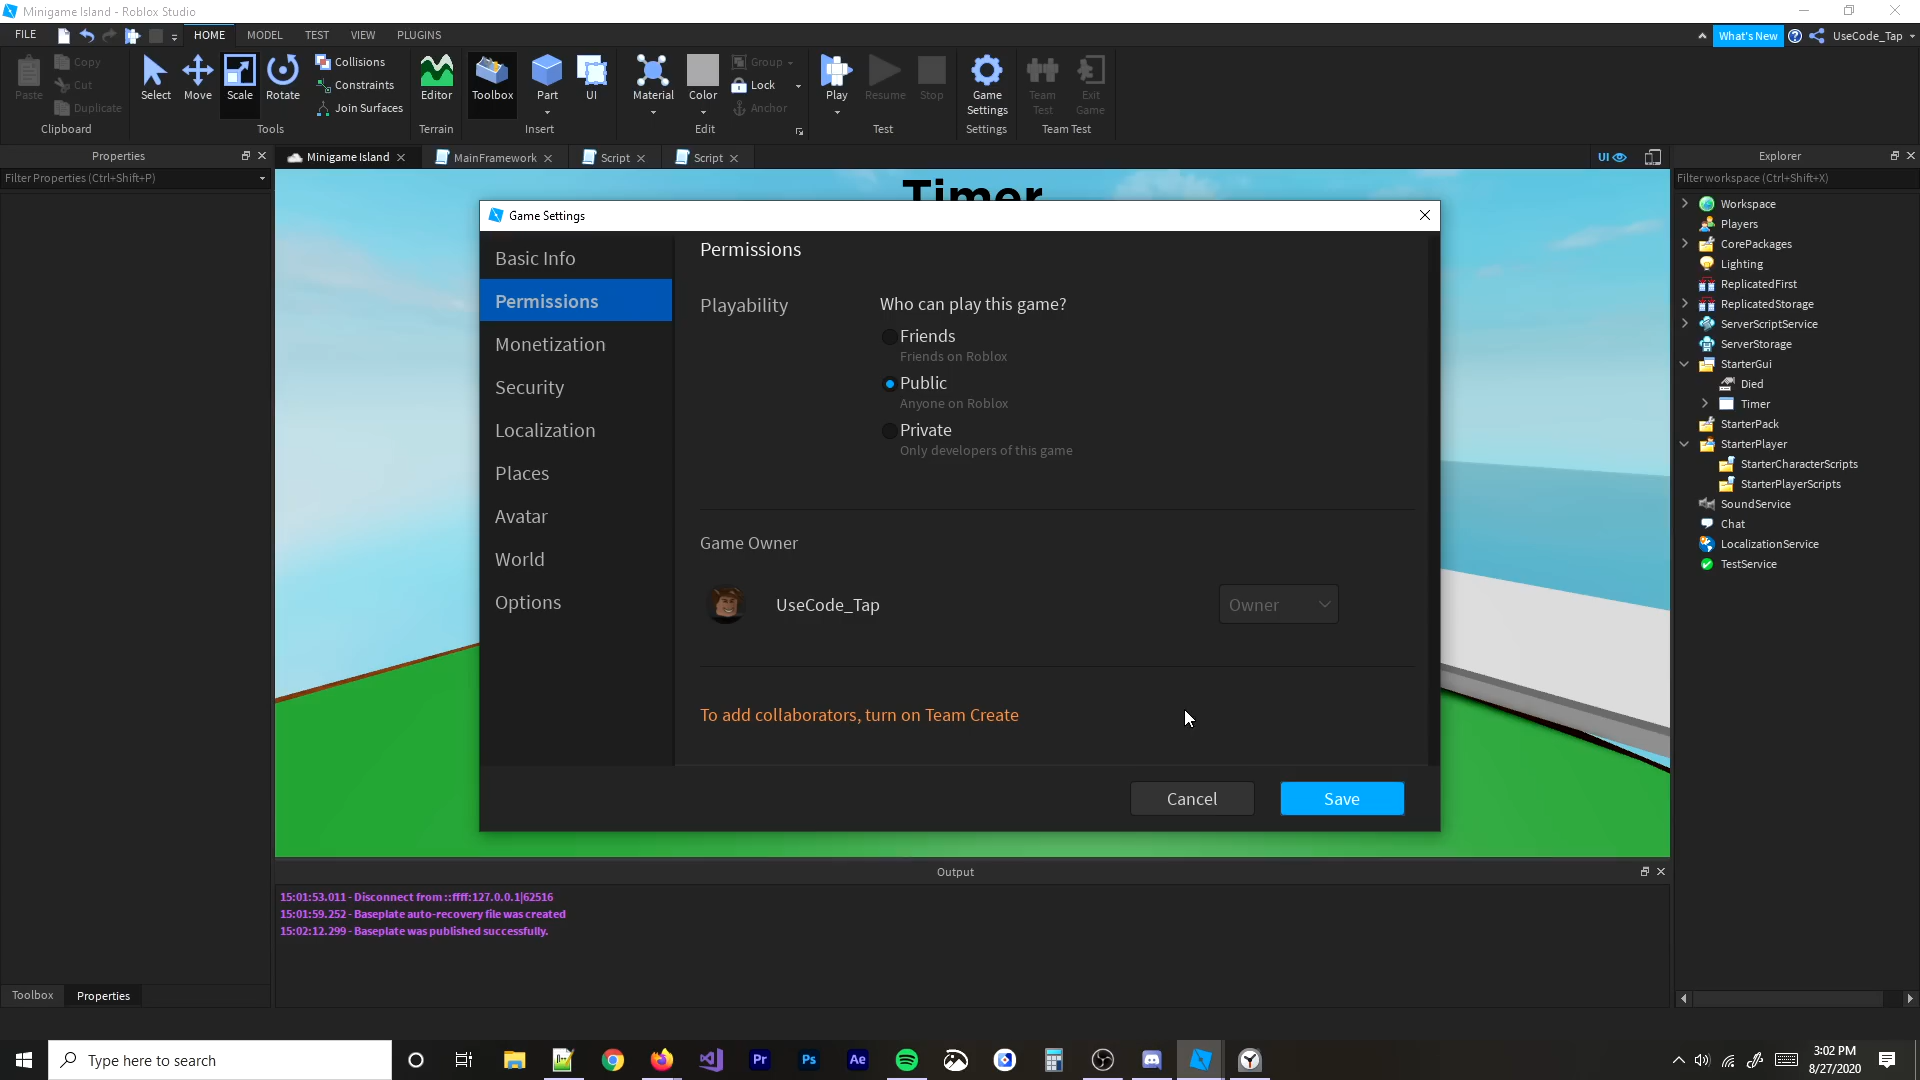 Minigame Island - Roblox Studio
FILE
HOME
MODEL
TEST
VIEW
PLUGINS
What's New
UseCode_Tap
Paste
Copy
Cut
Duplicate
Clipboard
Select
Move
Scale
Rotate
Collisions
Constraints
Join Surfaces
Tools
Editor
Terrain
Toolbox
Part
UI
Insert
Material
Color
Group
Lock
Anchor
Edit
Play
Resume
Stop
Test
Game
Settings
Settings
Team
Test
Exit
Game
Team Test
Properties
Filter Properties (Ctrl+Shift+P)
Minigame Island
MainFramework
Script
Script
UI
Explorer
Filter workspace (Ctrl+Shift+X)
Timer
Game Settings
Basic Info
Permissions
Monetization
Security
Localization
Places
Avatar
World
Options
Permissions
Playability
Who can play this game?
Friends
Friends on Roblox
Public
Anyone on Roblox
Private
Only developers of this game
Game Owner
UseCode_Tap
Owner
To add collaborators, turn on Team Create
Cancel
Save
Workspace
Players
CorePackages
Lighting
ReplicatedFirst
ReplicatedStorage
ServerScriptService
ServerStorage
StarterGui
Died
Timer
StarterPack
StarterPlayer
StarterCharacterScripts
StarterPlayerScripts
SoundService
Chat
LocalizationService
TestService
Output
15:01:53.011 - Disconnect from ::ffff:127.0.0.1|62516
15:01:59.252 - Baseplate auto-recovery file was created
15:02:12.299 - Baseplate was published successfully.
Toolbox
Properties
Type here to search
Pr
Ps
Ae
3:02 PM
8/27/2020